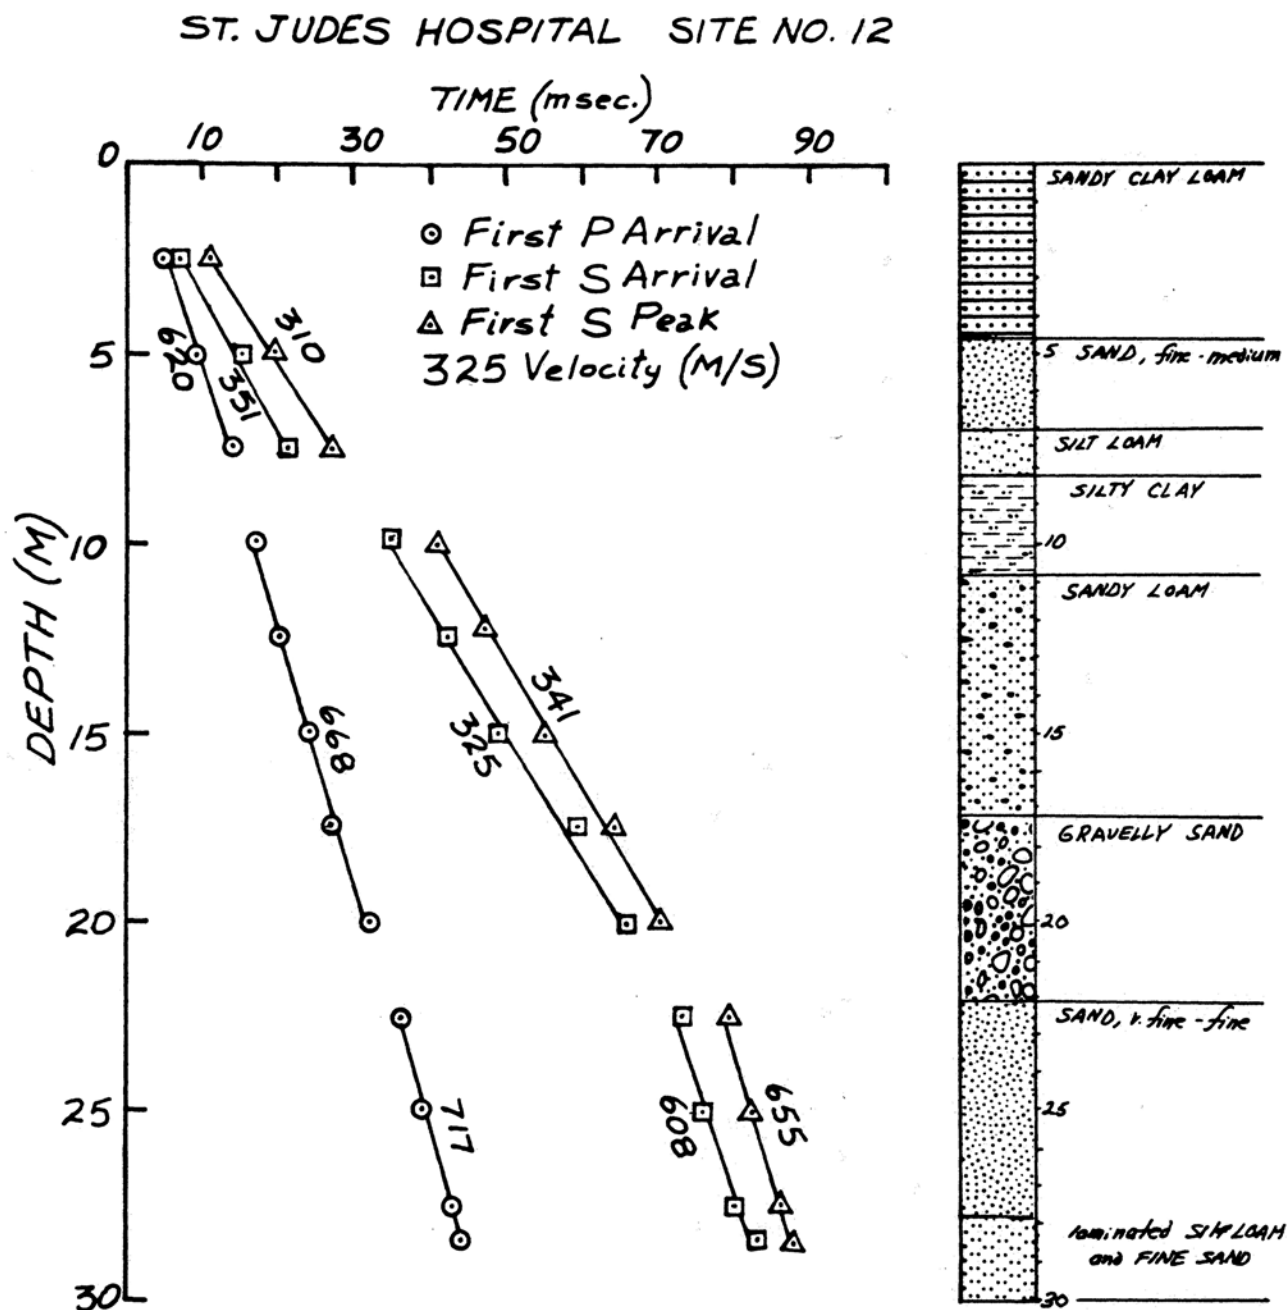 ST. JUDES HOSPITAL SITE NO. 12
TIME (msec.)
10 30 50 70 90
0
First P Arrival
First S Arrival
First S Peak
325 Velocity (M/S)
310
620
351
5
DEPTH (M)
10
668
325
341
15
20
717
608
655
25
30
SANDY CLAY LOAM
5 SAND, fine-medium
SILT LOAM
SILTY CLAY
10
SANDY LOAM
15
GRAVELLY SAND
20
SAND, v. fine-fine
25
laminated SILT LOAM
and FINE SAND
30